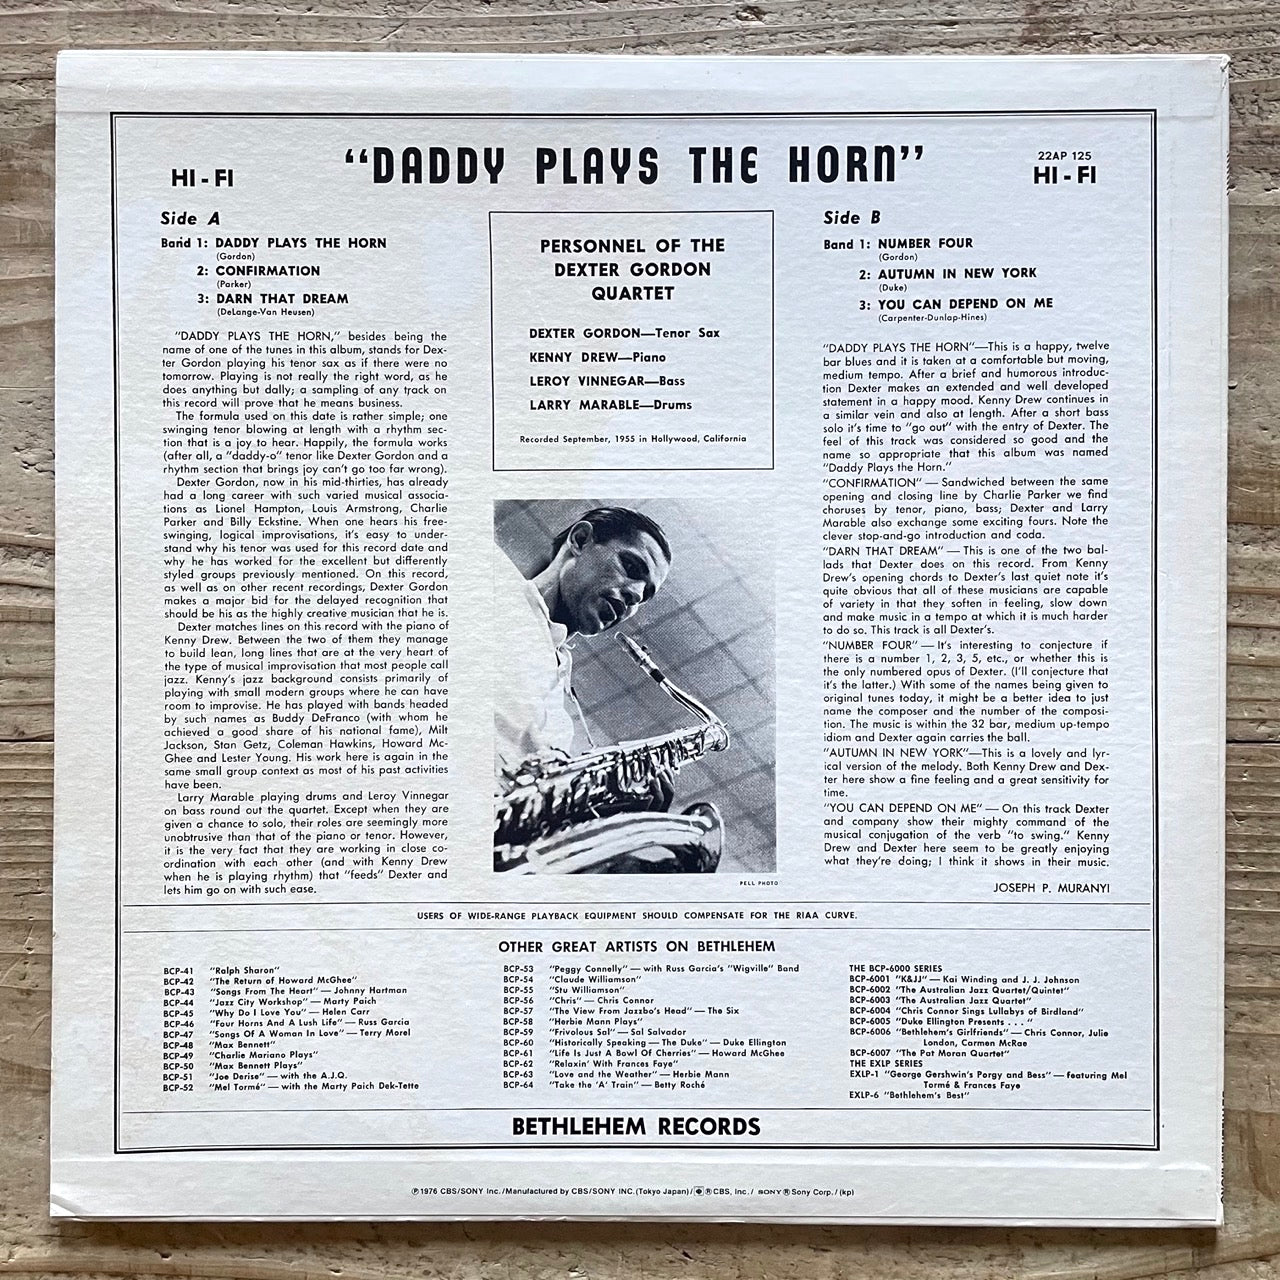 "DADDY PLAYS THE HORN"
HI-FI
22AP 125
HI-FI
Side A
Band 1: DADDY PLAYS THE HORN
(Gordon)
2: CONFIRMATION
(Parker)
3: DARN THAT DREAM
(DeLange-Van Heusen)
"DADDY PLAYS THE HORN," besides being the
name of one of the tunes in this album, stands for Dex-
ter Gordon playing his tenor sax as if there were no
tomorrow. Playing is not really the right word, as he
does anything but dally; a sampling of any track on
this record will prove that he means business.
The formula used on this date is rather simple; one
swinging tenor blowing at length with a rhythm sec-
tion that is a joy to hear. Happily, the formula works
(after all, a "daddy-o" tenor like Dexter Gordon and a
rhythm section that brings joy can't go too far wrong).
Dexter Gordon, now in his mid-thirties, has already
had a long career with such varied musical associa-
tions as Lionel Hampton, Louis Armstrong, Charlie
Parker and Billy Eckstine. When one hears his free-
swinging, logical improvisations, it's easy to under-
stand why his tenor was used for this record date and
why he has worked for the excellent but differently
styled groups previously mentioned. On this record,
as well as on other recent recordings, Dexter Gordon
makes a major bid for the delayed recognition that
should be his as the highly creative musician that he is.
Dexter matches lines on this record with the piano of
Kenny Drew. Between the two of them they manage
to build lean, long lines that are at the very heart of
the type of musical improvisation that most people call
jazz. Kenny's jazz background consists primarily of
playing with small modern groups where he can have
room to improvise. He has played with bands headed
by such names as Buddy DeFranco (with whom he
achieved a good share of his national fame), Milt
Jackson, Stan Getz, Coleman Hawkins, Howard Mc-
Ghee and Lester Young. His work here is again in the
same small group context as most of his past activities
have been.
Larry Marable playing drums and Leroy Vinnegar
on bass round out the quartet. Except when they are
given a chance to solo, their roles are seemingly more
unobtrusive than that of the piano or tenor. However,
it is the very fact that they are working in close co-
ordination with each other (and with Kenny Drew
when he is playing rhythm) that "feeds" Dexter and
lets him go on with such ease.
PERSONNEL OF THE
DEXTER GORDON
QUARTET
DEXTER GORDON—Tenor Sax
KENNY DREW—Piano
LEROY VINNEGAR—Bass
LARRY MARABLE—Drums
Recorded September, 1955 in Hollywood, California
PELL PHOTO
Side B
Band 1: NUMBER FOUR
(Gordon)
2: AUTUMN IN NEW YORK
(Duke)
3: YOU CAN DEPEND ON ME
(Carpenter-Dunlap-Hines)
"DADDY PLAYS THE HORN"—This is a happy, twelve
bar blues and it is taken at a comfortable but moving,
medium tempo. After a brief and humorous introduc-
tion Dexter makes an extended and well developed
statement in a happy mood. Kenny Drew continues in
a similar vein and also at length. After a short bass
solo it's time to "go out" with the entry of Dexter. The
feel of this track was considered so good and the
name so appropriate that this album was named
"Daddy Plays the Horn."
"CONFIRMATION" — Sandwiched between the same
opening and closing line by Charlie Parker we find
choruses by tenor, piano, bass; Dexter and Larry
Marable also exchange some exciting fours. Note the
clever stop-and-go introduction and coda.
"DARN THAT DREAM" — This is one of the two bal-
lads that Dexter does on this record. From Kenny
Drew's opening chords to Dexter's last quiet note it's
quite obvious that all of these musicians are capable
of variety in that they soften in feeling, slow down
and make music in a tempo at which it is much harder
to do so. This track is all Dexter's.
"NUMBER FOUR" — It's interesting to conjecture if
there is a number 1, 2, 3, 5, etc., or whether this is
the only numbered opus of Dexter. (I'll conjecture that
it's the latter.) With some of the names being given to
original tunes today, it might be a better idea to just
name the composer and the number of the composi-
tion. The music is within the 32 bar, medium up-tempo
idiom and Dexter again carries the ball.
"AUTUMN IN NEW YORK"—This is a lovely and lyr-
ical version of the melody. Both Kenny Drew and Dex-
ter here show a fine feeling and a great sensitivity for
time.
"YOU CAN DEPEND ON ME" — On this track Dexter
and company show their mighty command of the
musical conjugation of the verb "to swing." Kenny
Drew and Dexter here seem to be greatly enjoying
what they're doing; I think it shows in their music.
JOSEPH P. MURANYI
USERS OF WIDE-RANGE PLAYBACK EQUIPMENT SHOULD COMPENSATE FOR THE RIAA CURVE.
OTHER GREAT ARTISTS ON BETHLEHEM
BCP-41 "Ralph Sharon"
BCP-42 "The Return of Howard McGhee"
BCP-43 "Songs From The Heart" — Johnny Hartman
BCP-44 "Jazz City Workshop" — Marty Paich
BCP-45 "Why Do I Love You" — Helen Carr
BCP-46 "Four Horns And A Lush Life" — Russ Garcia
BCP-47 "Songs Of A Woman In Love" — Terry Morel
BCP-48 "Max Bennett"
BCP-49 "Charlie Mariano Plays"
BCP-50 "Max Bennett Plays"
BCP-51 "Joe Derise" — with the A.J.Q.
BCP-52 "Mel Tormé" — with the Marty Paich Dek-Tette
BCP-53 "Peggy Connelly" — with Russ Garcia's "Wigville" Band
BCP-54 "Claude Williamson"
BCP-55 "Stu Williamson"
BCP-56 "Chris" — Chris Connor
BCP-57 "The View From Jazzbo's Head" — The Six
BCP-58 "Herbie Mann Plays"
BCP-59 "Frivolous Sal" — Sal Salvador
BCP-60 "Historically Speaking — The Duke" — Duke Ellington
BCP-61 "Life Is Just A Bowl Of Cherries" — Howard McGhee
BCP-62 "Relaxin' With Frances Faye"
BCP-63 "Love and the Weather" — Herbie Mann
BCP-64 "Take the 'A' Train" — Betty Roché
THE BCP-6000 SERIES
BCP-6001 "K&JJ" — Kai Winding and J. J. Johnson
BCP-6002 "The Australian Jazz Quartet/Quintet"
BCP-6003 "The Australian Jazz Quartet"
BCP-6004 "Chris Connor Sings Lullabys of Birdland"
BCP-6005 "Duke Ellington Presents . . ."
BCP-6006 "Bethlehem's Girlfriends" — Chris Connor, Julie
London, Carmen McRae
BCP-6007 "The Pat Moran Quartet"
THE EXLP SERIES
EXLP-1 "George Gershwin's Porgy and Bess" — featuring Mel
Tormé & Frances Faye
EXLP-6 "Bethlehem's Best"
BETHLEHEM RECORDS
℗1976 CBS/SONY Inc./Manufactured by CBS/SONY INC.(Tokyo Japan)/®CBS, Inc./ SONY ®Sony Corp./(kp)